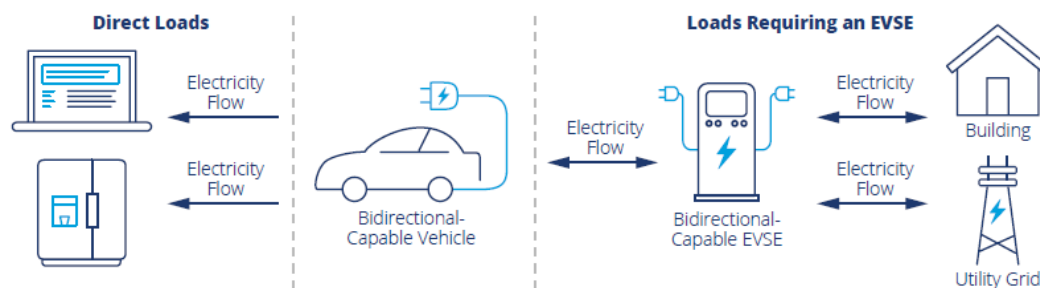 Direct Loads
Electricity
Flow
Electricity
Flow
Bidirectional-
Capable Vehicle
Loads Requiring an EVSE
Electricity
Flow
Bidirectional-
Capable EVSE
Electricity
Flow
Electricity
Flow
Building
Utility Grid